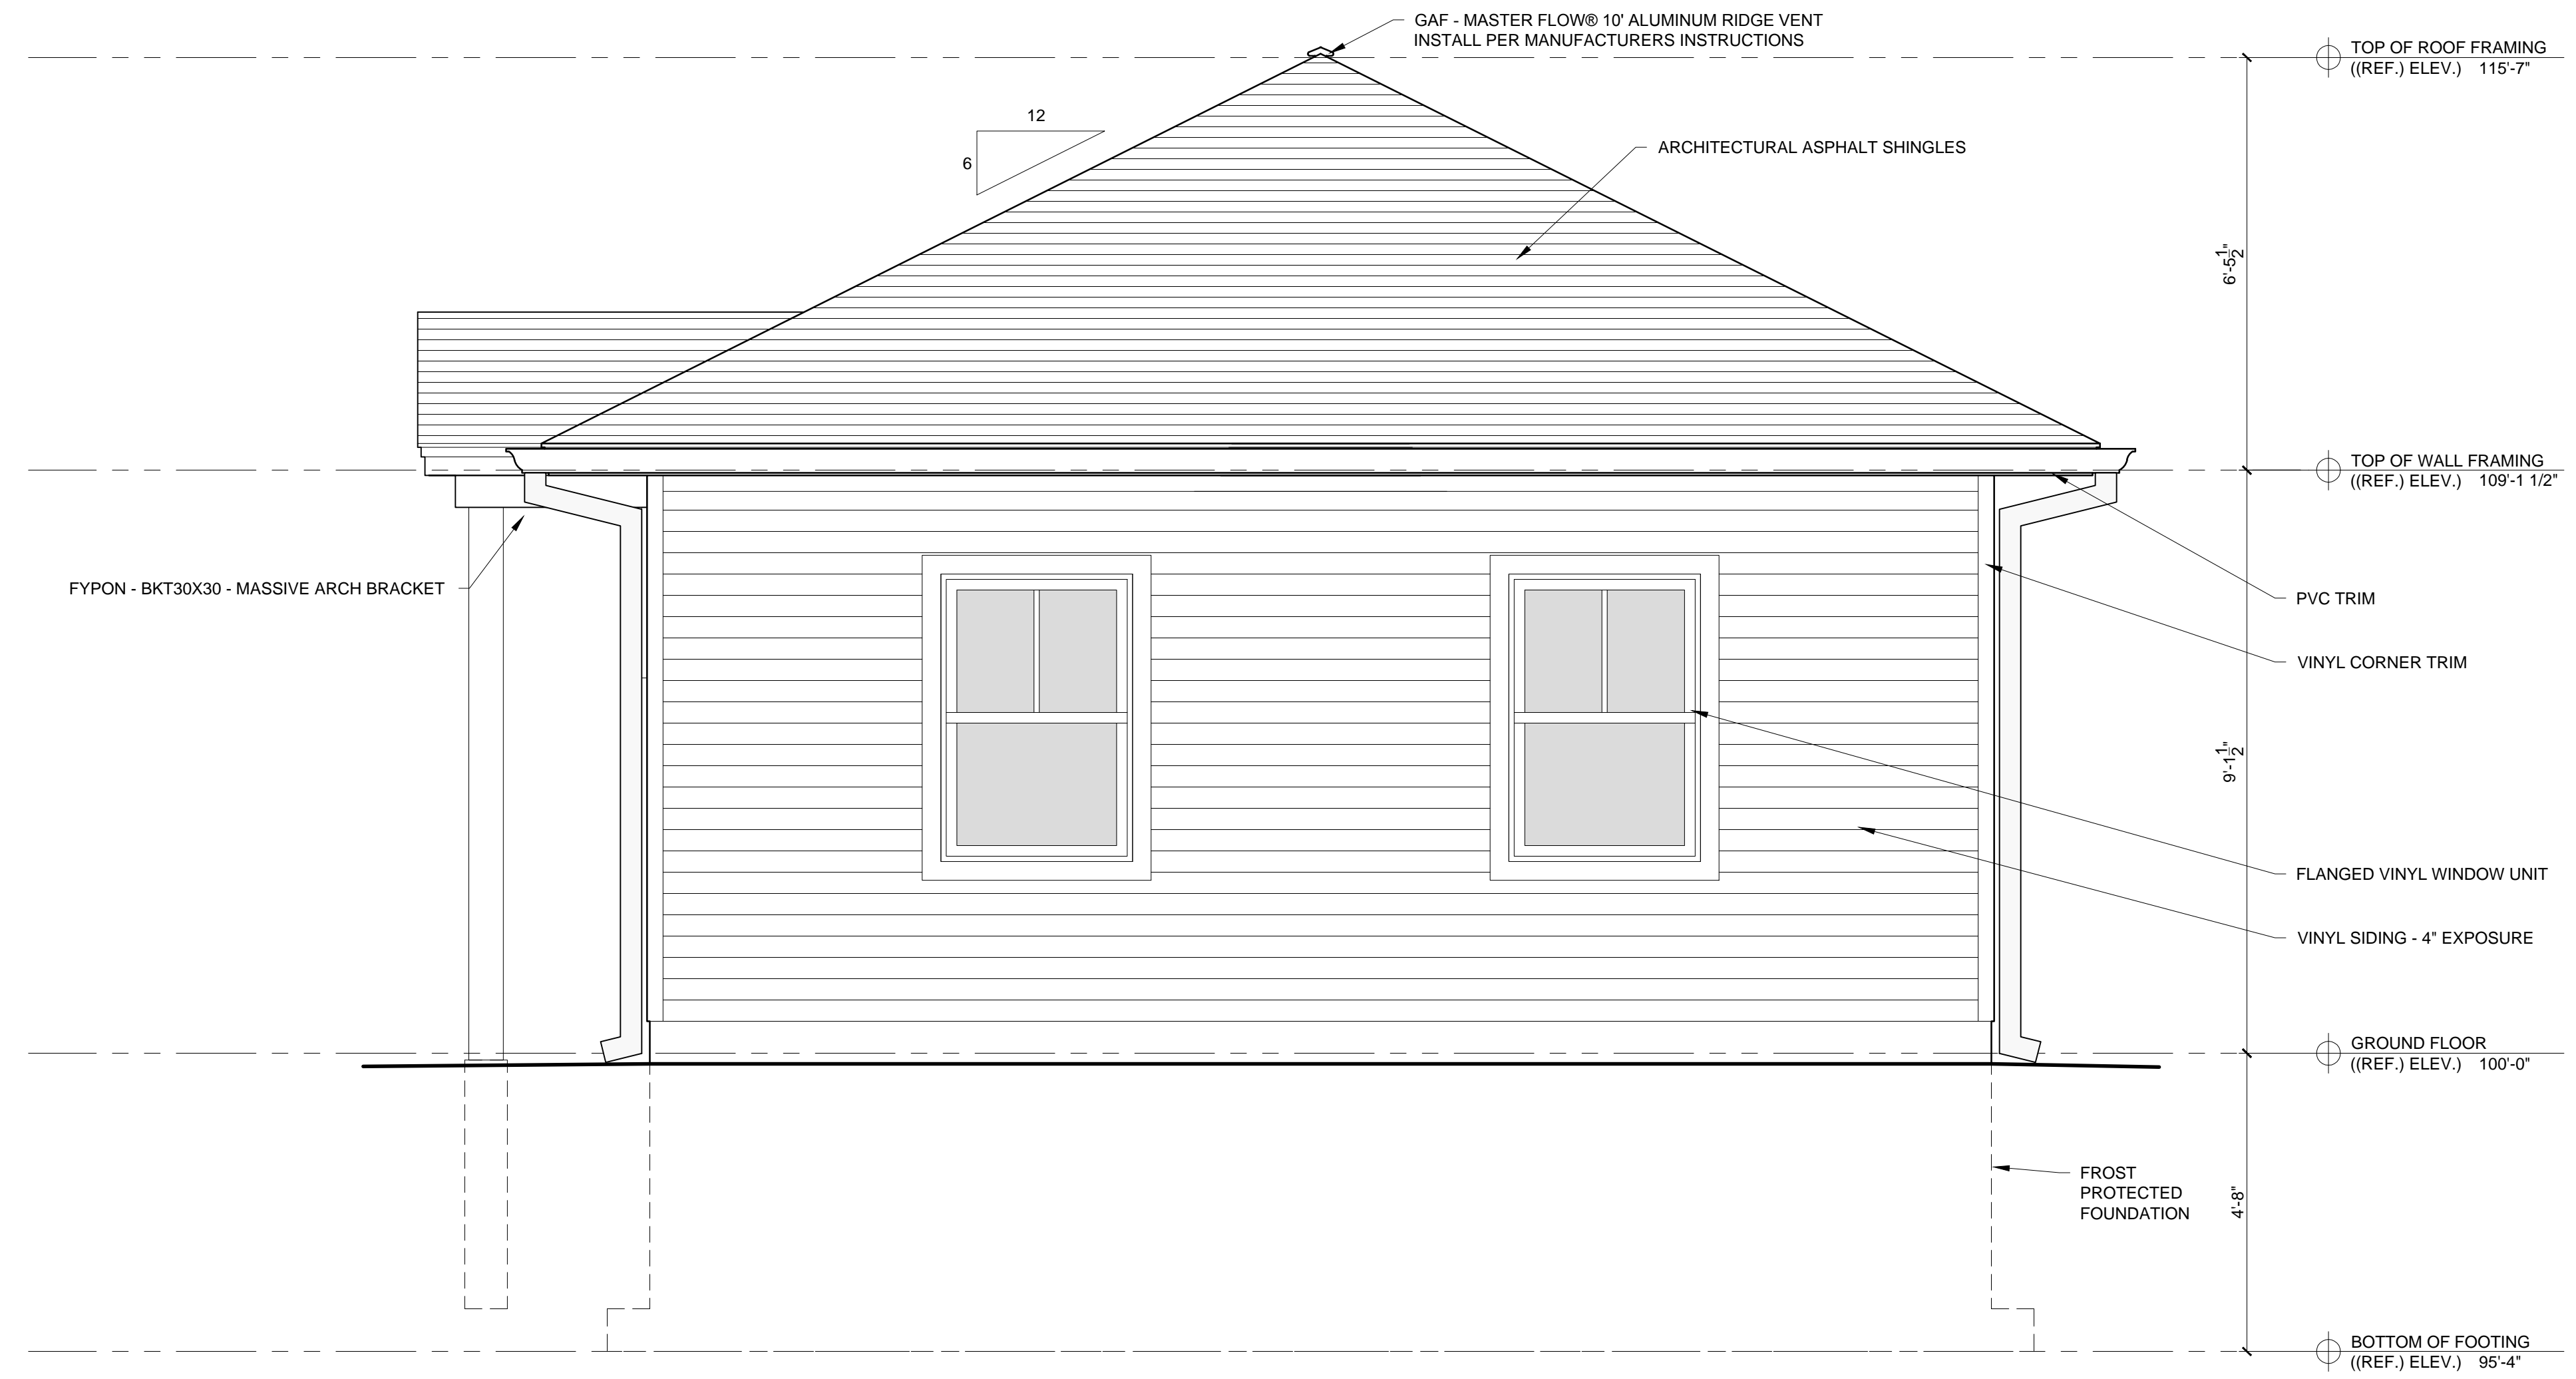 GAF - MASTER FLOW® 10' ALUMINUM RIDGE VENT
INSTALL PER MANUFACTURERS INSTRUCTIONS
TOP OF ROOF FRAMING
((REF.) ELEV.) 115'-7"
12
6
ARCHITECTURAL ASPHALT SHINGLES
6'-5 1/2"
TOP OF WALL FRAMING
((REF.) ELEV.) 109'-1 1/2"
FYPON - BKT30X30 - MASSIVE ARCH BRACKET
PVC TRIM
VINYL CORNER TRIM
9'-1 1/2"
FLANGED VINYL WINDOW UNIT
VINYL SIDING - 4" EXPOSURE
GROUND FLOOR
((REF.) ELEV.) 100'-0"
FROST
PROTECTED
FOUNDATION
4'-8"
BOTTOM OF FOOTING
((REF.) ELEV.) 95'-4"